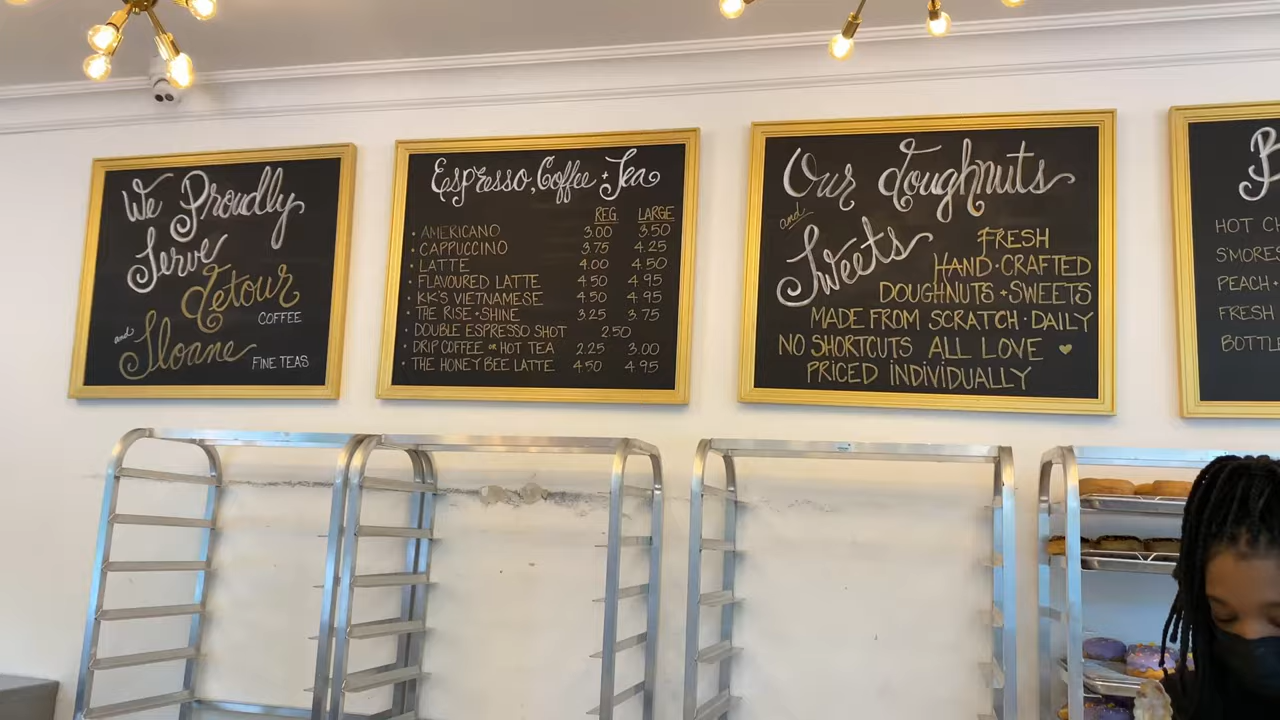 We Proudly
Serve
Detour
COFFEE
and Sloane
FINE TEAS
Espresso, Coffee + Tea
REG. LARGE
• AMERICANO 3.00 3.50
• CAPPUCCINO 3.75 4.25
• LATTE 4.00 4.50
• FLAVOURED LATTE 4.50 4.95
• KK'S VIETNAMESE 4.50 4.95
• THE RISE + SHINE 3.25 3.75
• DOUBLE ESPRESSO SHOT 2.50
• DRIP COFFEE OR HOT TEA 2.25 3.00
• THE HONEY BEE LATTE 4.50 4.95
Our doughnuts
and
Sweets
FRESH
HAND•CRAFTED
DOUGHNUTS + SWEETS
MADE FROM SCRATCH•DAILY
NO SHORTCUTS ALL LOVE ♥
PRICED INDIVIDUALLY
B
HOT CH
S'MORES
PEACH +
FRESH
BOTTLE